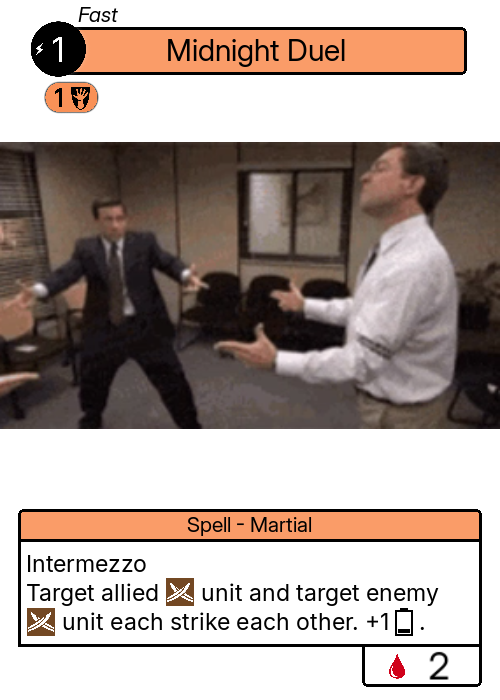 Fast
1 Midnight Duel
1
Spell - Martial
Intermezzo
Target allied unit and target enemy
unit each strike each other. +1 .
2